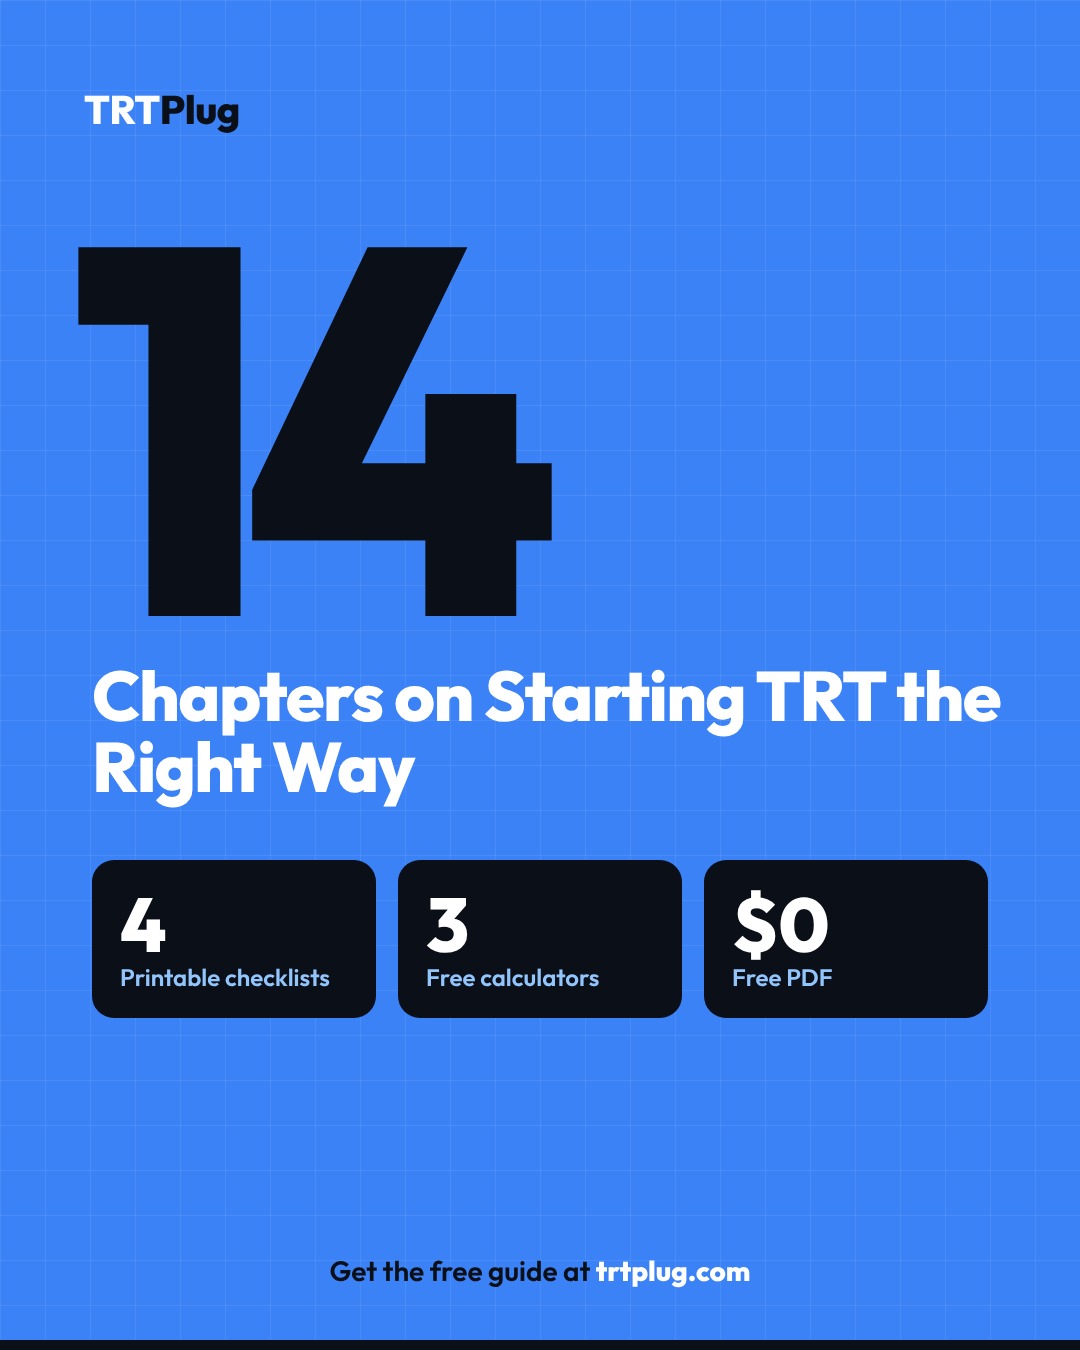 TRTPlug
14
Chapters on Starting TRT the
Right Way
4
Printable checklists
3
Free calculators
$0
Free PDF
Get the free guide at trtplug.com